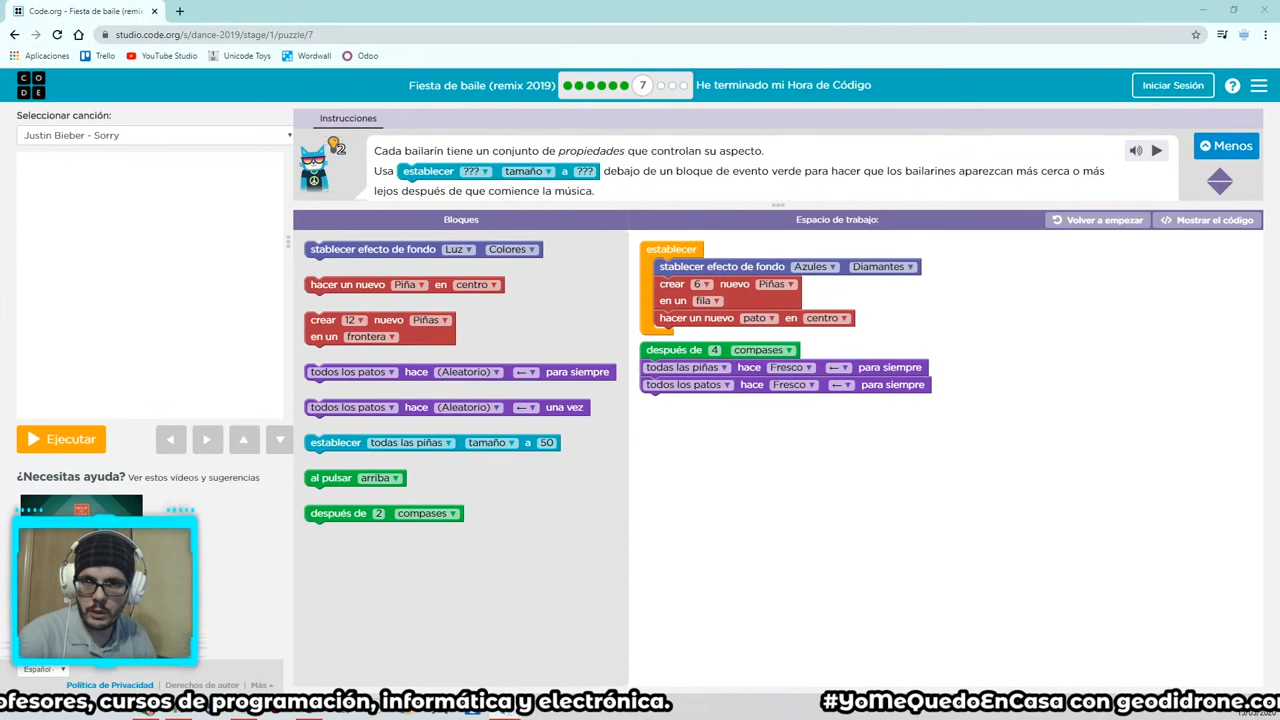 Code.org - Fiesta de baile (remix
studio.code.org/s/dance-2019/stage/1/puzzle/7
Aplicaciones Trello YouTube Studio Unicode Toys Wordwall Odoo
C O D E
Fiesta de baile (remix 2019) 7 He terminado mi Hora de Código
Iniciar Sesión ?
Seleccionar canción:
Justin Bieber - Sorry
Instrucciones
2
Cada bailarín tiene un conjunto de propiedades que controlan su aspecto.
Usa establecer ??? tamaño a ??? debajo de un bloque de evento verde para hacer que los bailarines aparezcan más cerca o más
lejos después de que comience la música.
Menos
Bloques
Espacio de trabajo:
Volver a empezar
Mostrar el código
stablecer efecto de fondo Luz Colores
hacer un nuevo Piña en centro
crear 12 nuevo Piñas
en un frontera
todos los patos hace (Aleatorio) ← para siempre
todos los patos hace (Aleatorio) ← una vez
establecer todas las piñas tamaño a 50
al pulsar arriba
después de 2 compases
establecer
stablecer efecto de fondo Azules Diamantes
crear 6 nuevo Piñas
en un fila
hacer un nuevo pato en centro
después de 4 compases
todas las piñas hace Fresco ← para siempre
todos los patos hace Fresco ← para siempre
Ejecutar
¿Necesitas ayuda? Ver estos vídeos y sugerencias
Español
Política de Privacidad Derechos de autor Más
ofesores, cursos de programación, informática y electrónica.
#YoMeQuedoEnCasa con geodidrone.co